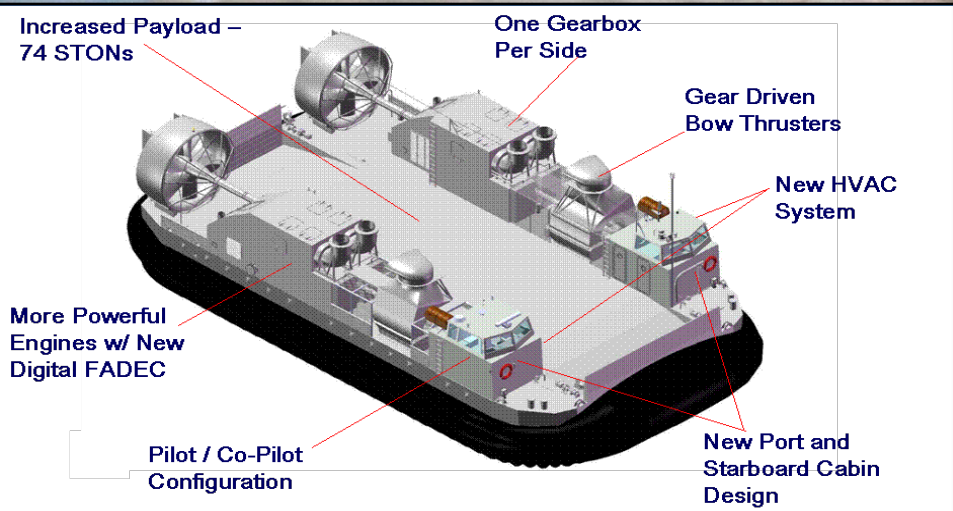 Increased Payload –
74 STONs
One Gearbox
Per Side
Gear Driven
Bow Thrusters
New HVAC
System
More Powerful
Engines w/ New
Digital FADEC
Pilot / Co-Pilot
Configuration
New Port and
Starboard Cabin
Design